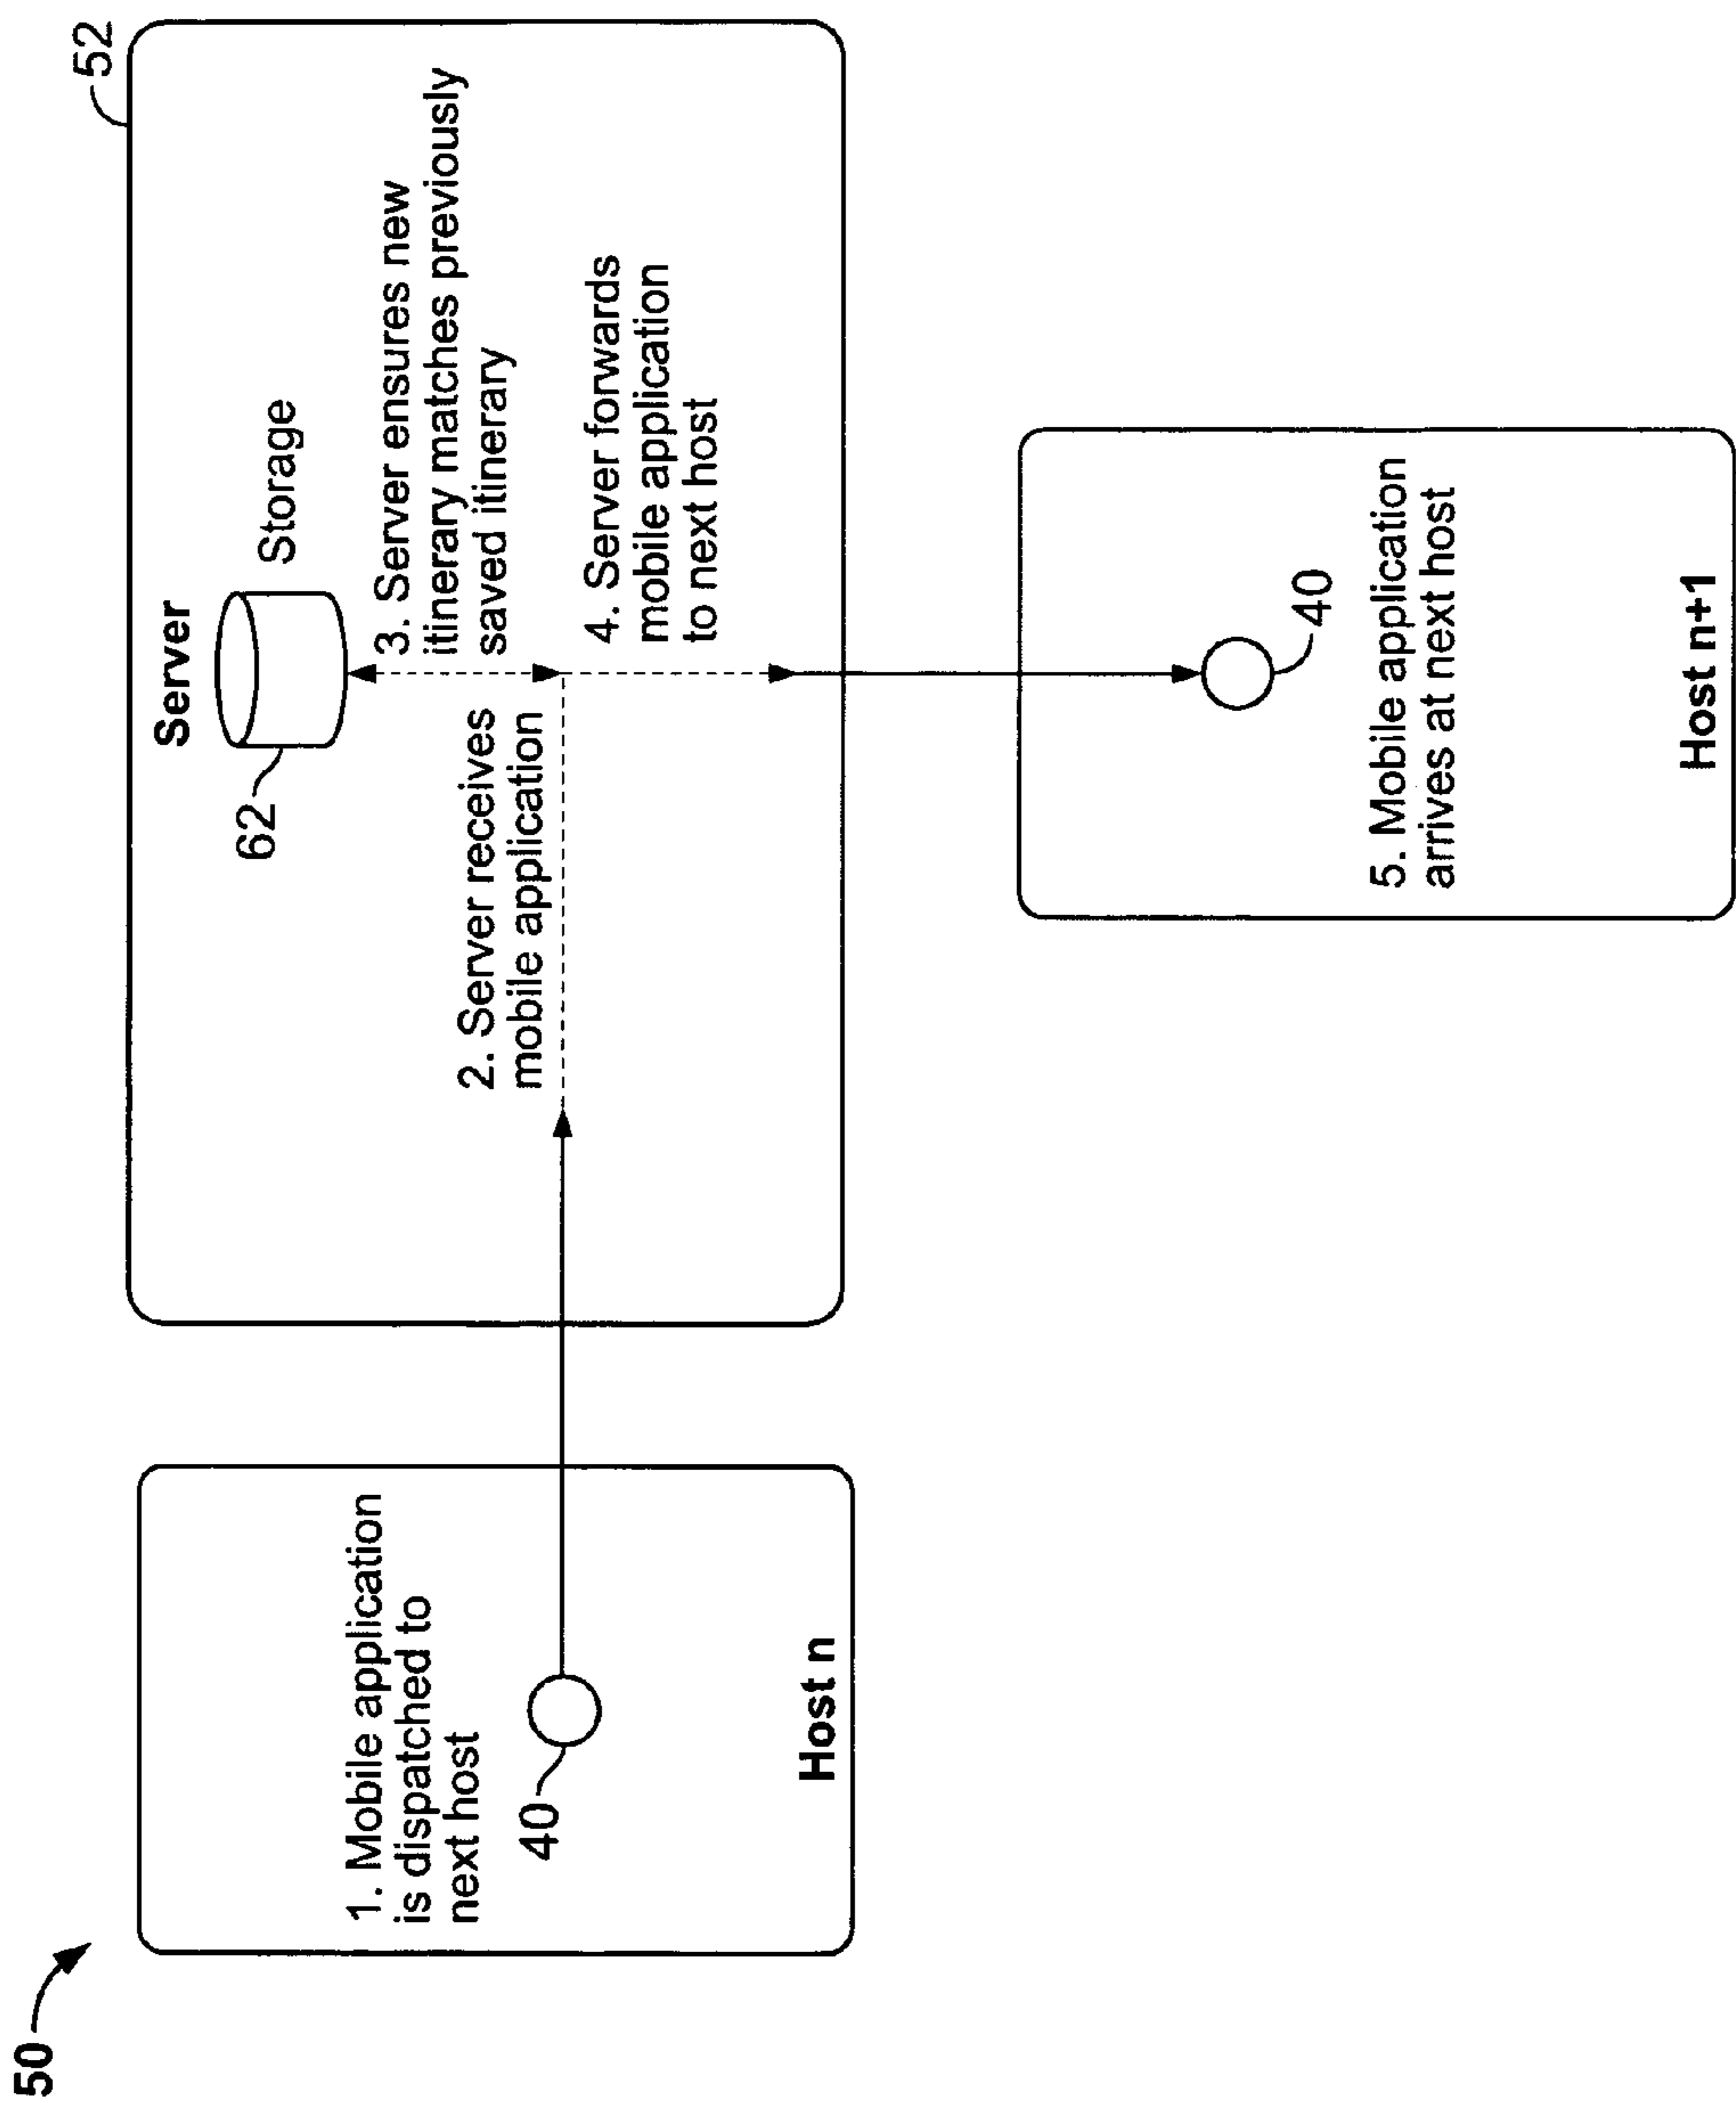 50
52
Server
62
Storage
1. Mobile application
is dispatched to
next host
40
Host n
2. Server receives
mobile application
3. Server ensures new
itinerary matches previously
saved itinerary
4. Server forwards
mobile application
to next host
40
5. Mobile application
arrives at next host
Host n+1